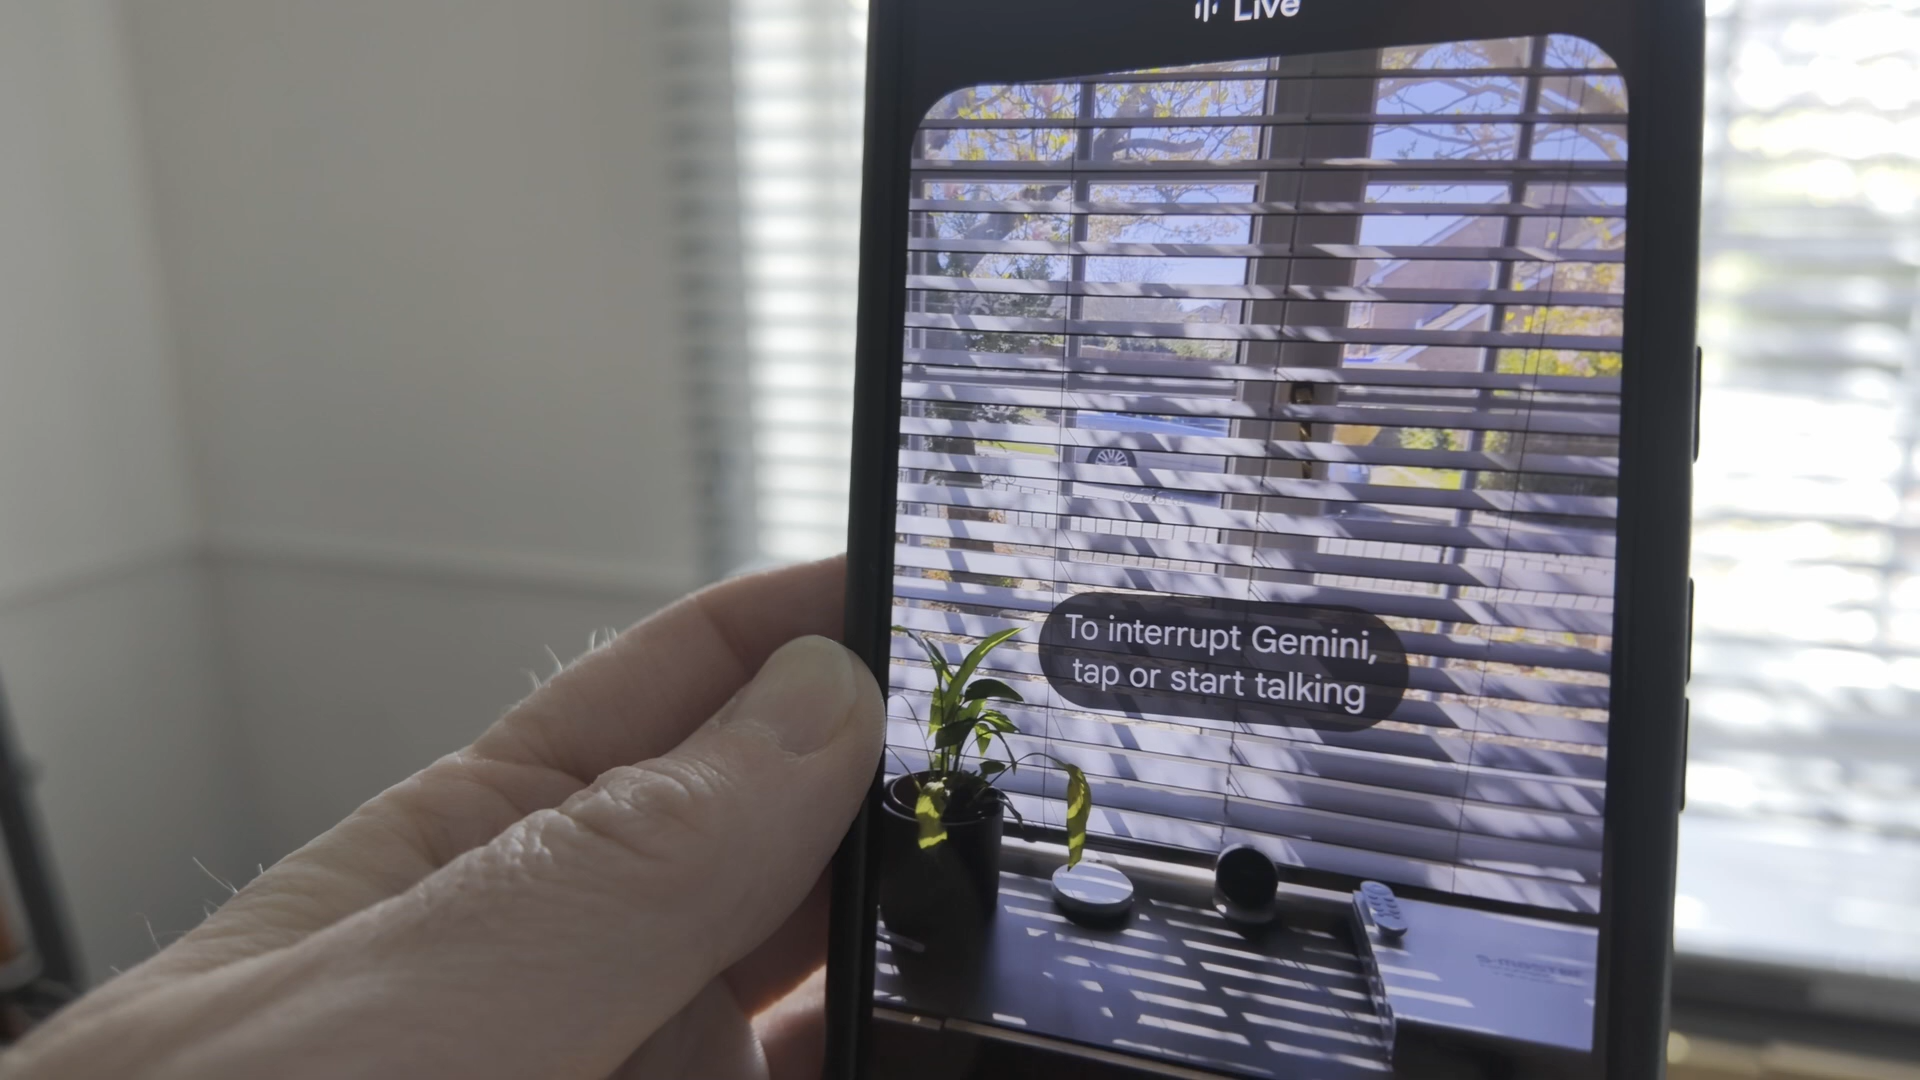 Live
To interrupt Gemini,
tap or start talking